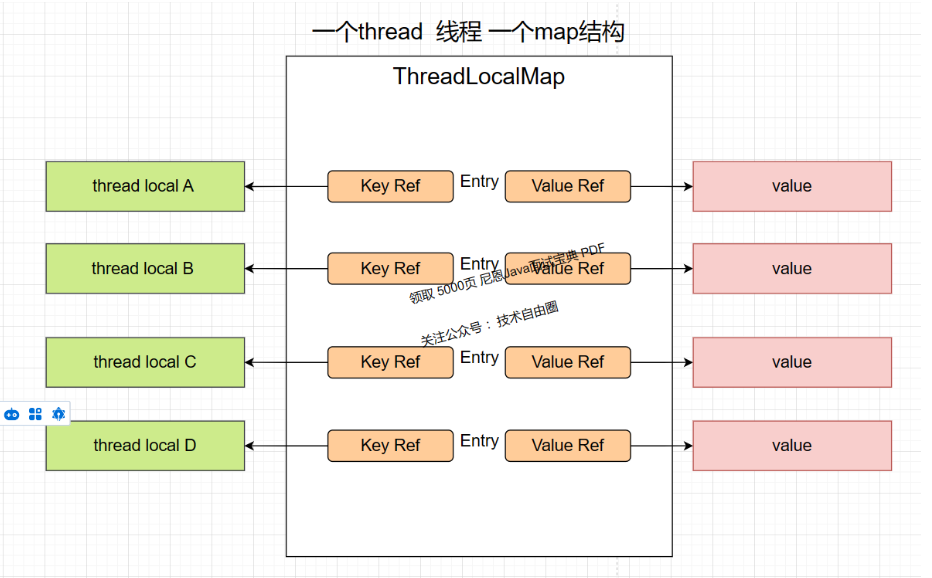 一个thread 线程 一个map结构
ThreadLocalMap
thread local A
Key Ref
Entry
Value Ref
value
thread local B
Key Ref
Entry
Value Ref
value
领取 5000页 尼恩Java面试宝典 PDF
关注公众号： 技术自由圈
thread local C
Key Ref
Entry
Value Ref
value
thread local D
Key Ref
Entry
Value Ref
value